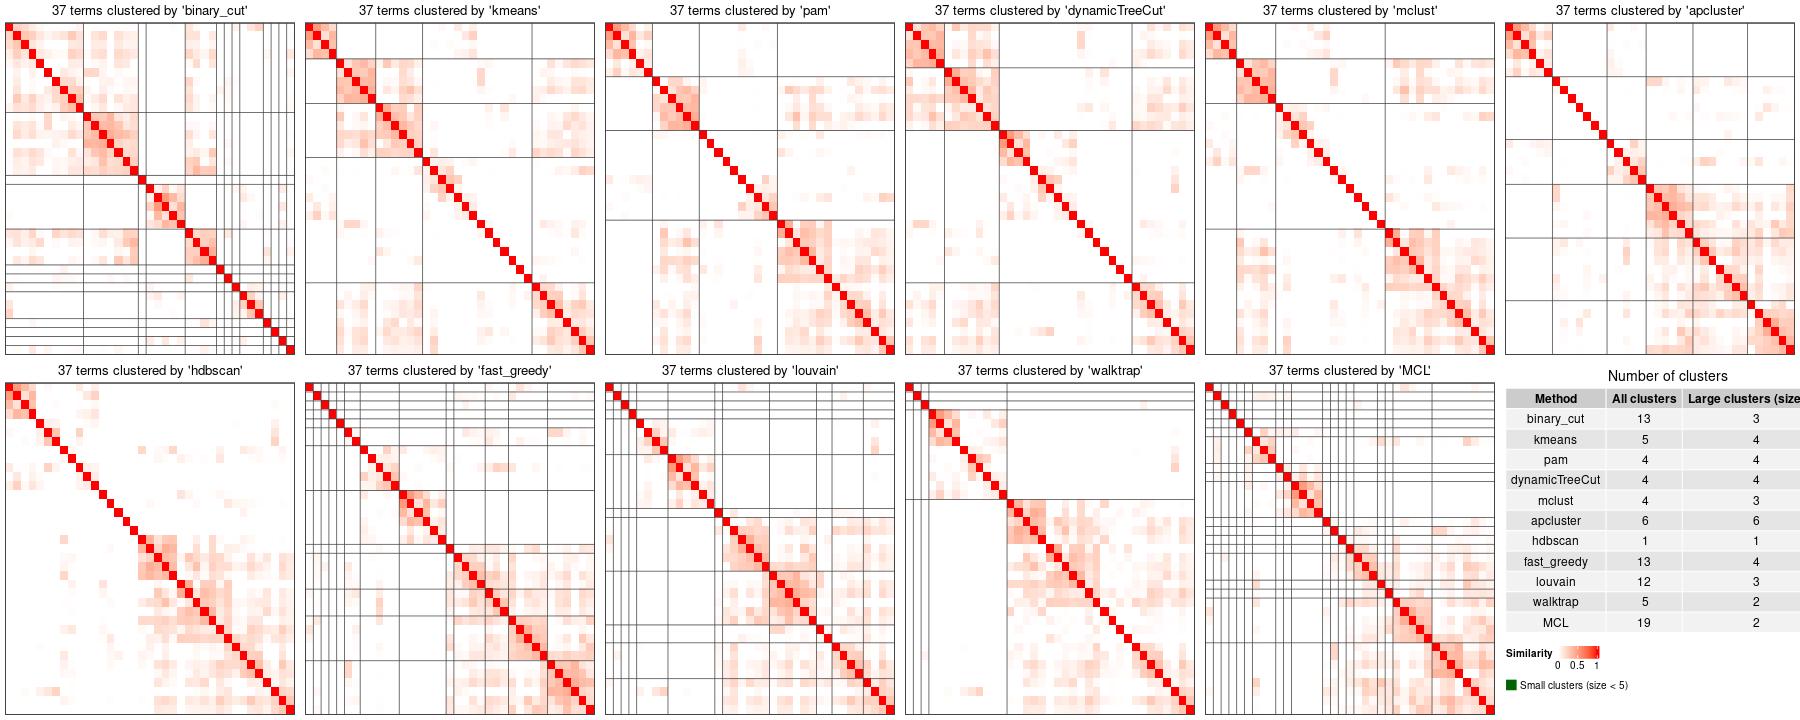 37 terms clustered by 'binary_cut'
37 terms clustered by 'kmeans'
37 terms clustered by 'pam'
37 terms clustered by 'dynamicTreeCut'
37 terms clustered by 'mclust'
37 terms clustered by 'apcluster'
37 terms clustered by 'hdbscan'
37 terms clustered by 'fast_greedy'
37 terms clustered by 'louvain'
37 terms clustered by 'walktrap'
37 terms clustered by 'MCL'
Number of clusters
Method All clusters Large clusters (size
binary_cut 13 3
kmeans 5 4
pam 4 4
dynamicTreeCut 4 4
mclust 4 3
apcluster 6 6
hdbscan 1 1
fast_greedy 13 4
louvain 12 3
walktrap 5 2
MCL 19 2
Similarity
0 0.5 1
Small clusters (size < 5)